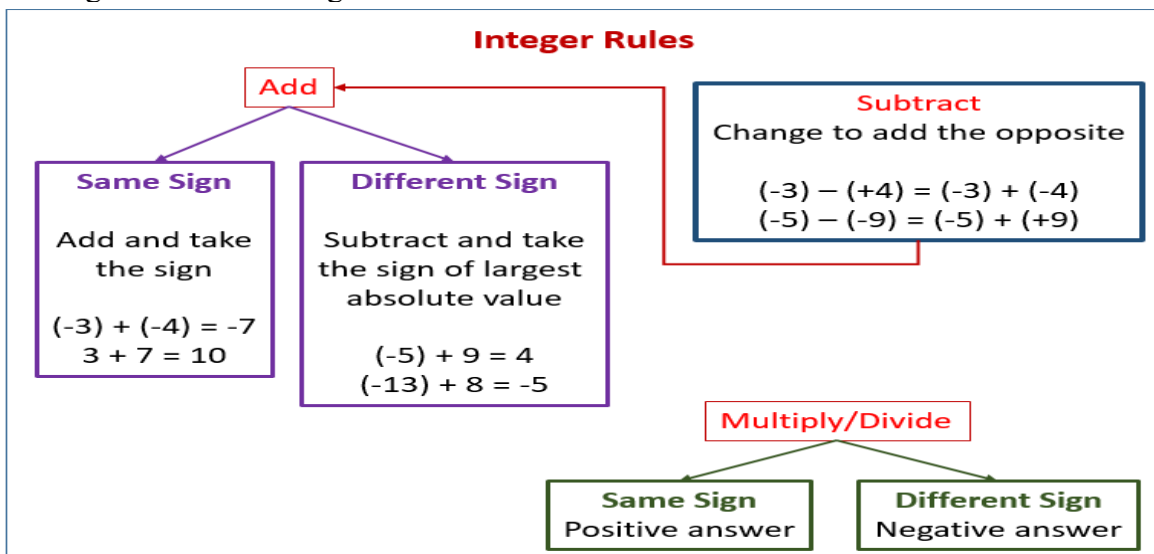 Integer Rules
Add
Same Sign
Add and take
the sign
(-3) + (-4) = -7
3 + 7 = 10
Different Sign
Subtract and take
the sign of largest
absolute value
(-5) + 9 = 4
(-13) + 8 = -5
Subtract
Change to add the opposite
(-3) – (+4) = (-3) + (-4)
(-5) – (-9) = (-5) + (+9)
Multiply/Divide
Same Sign
Positive answer
Different Sign
Negative answer